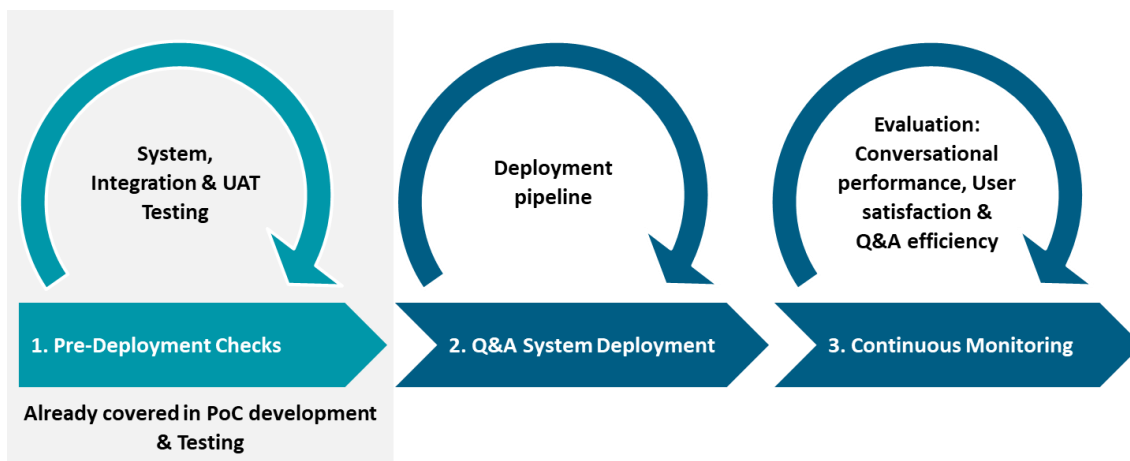 System,
Integration & UAT
Testing
Deployment
pipeline
Evaluation:
Conversational
performance, User
satisfaction &
Q&A efficiency
1. Pre-Deployment Checks
2. Q&A System Deployment
3. Continuous Monitoring
Already covered in PoC development
& Testing